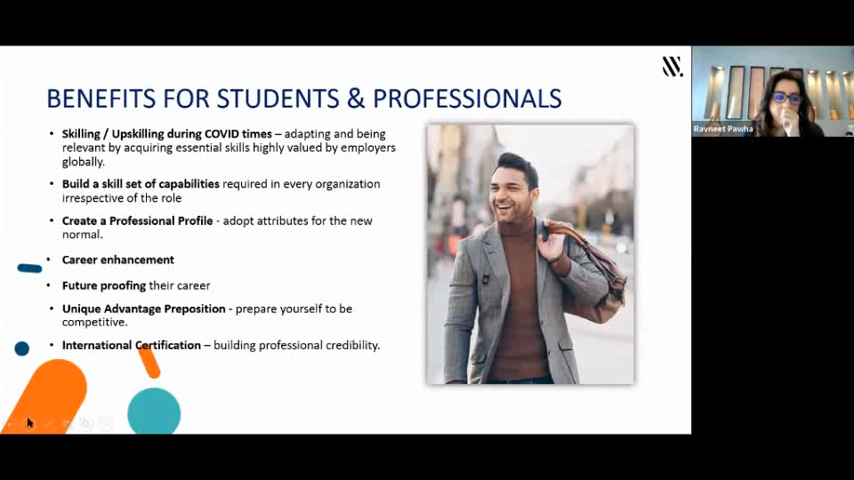 BENEFITS FOR STUDENTS & PROFESSIONALS
Ravneet Pawha
• Skilling / Upskilling during COVID times – adapting and being
relevant by acquiring essential skills highly valued by employers
globally.
• Build a skill set of capabilities required in every organization
irrespective of the role
• Create a Professional Profile - adopt attributes for the new
normal.
• Career enhancement
• Future proofing their career
• Unique Advantage Preposition - prepare yourself to be
competitive.
• International Certification – building professional credibility.